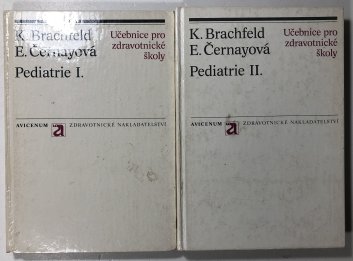 K. Brachfeld
E. Černayová
Pediatrie I.
Učebnice pro
zdravotnické
školy
AVICENUM
ZDRAVOTNICKÉ NAKLADATELSTVÍ
K. Brachfeld
E. Černayová
Pediatrie II.
Učebnice pro
zdravotnické
školy
AVICENUM
ZDRAVOTNICKÉ NAKLADATELSTVÍ